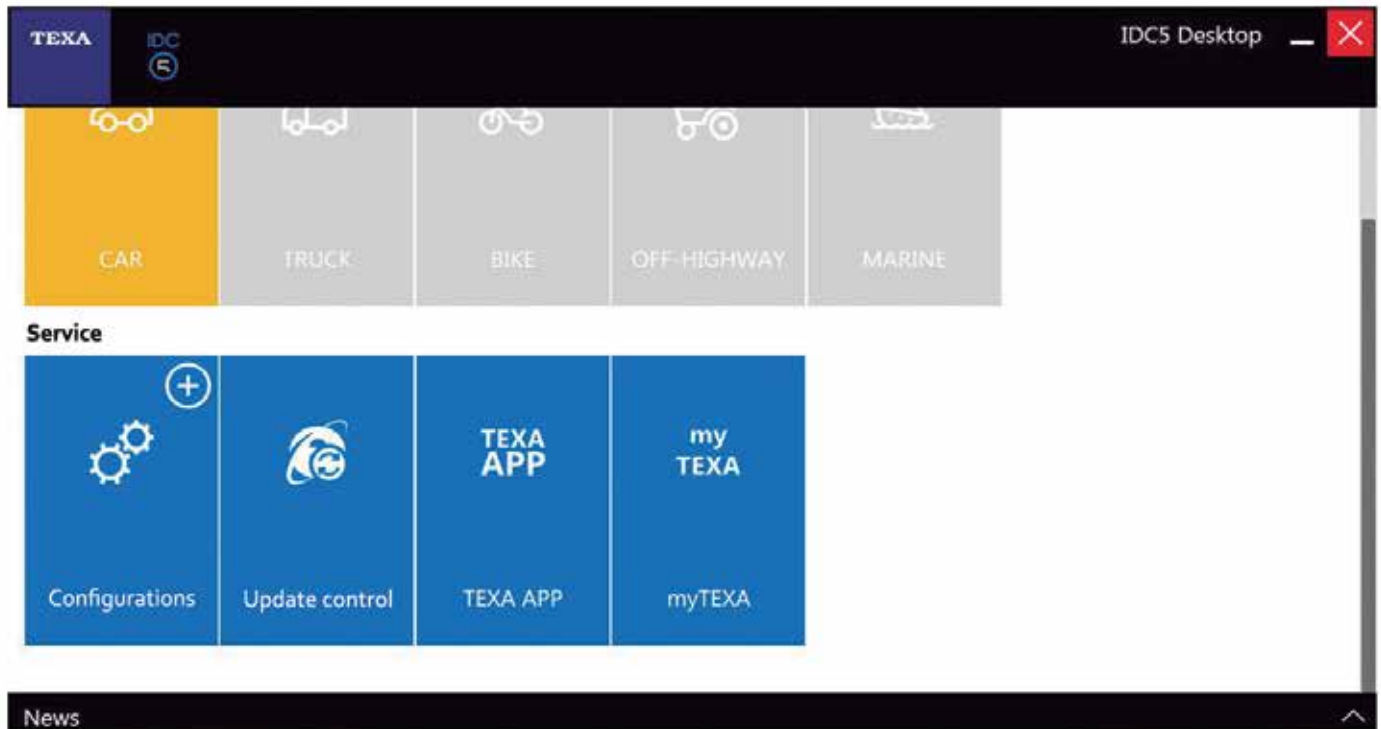 TEXA
IDC
5
IDC5 Desktop
CAR
TRUCK
BIKE
OFF-HIGHWAY
MARINE
Service
TEXA
APP
my
TEXA
Configurations
Update control
TEXA APP
myTEXA
News